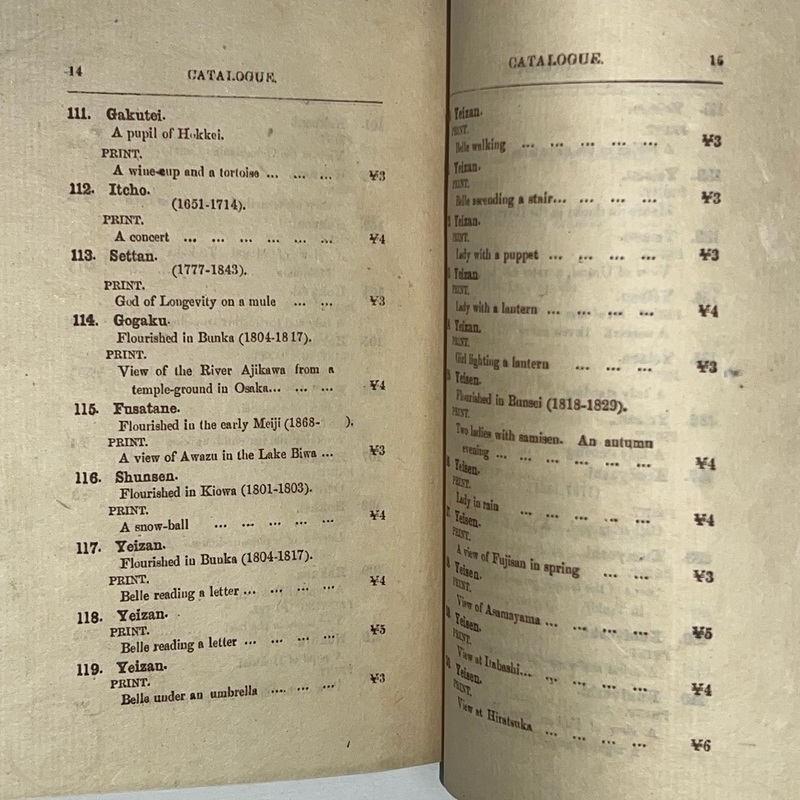 14
CATALOGUE.
111. Gakutei.
A pupil of Hokkei.
PRINT.
A wine-cup and a tortoise ... ... ... ¥3
112. Itcho.
(1651-1714).
PRINT.
A concert ... ... ... ... ... ... ¥4
113. Settan.
(1777-1843).
PRINT.
God of Longevity on a mule ... ... ¥3
114. Gogaku.
Flourished in Bunka (1804-1817).
PRINT.
View of the River Ajikawa from a
temple-ground in Osaka... ... ... ¥4
115. Fusatane.
Flourished in the early Meiji (1868- ).
PRINT.
A view of Awazu in the Lake Biwa ... ¥3
116. Shunsen.
Flourished in Kiowa (1801-1803).
PRINT.
A snow-ball ... ... ... ... ... ¥4
117. Yeizan.
Flourished in Bunka (1804-1817).
PRINT.
Belle reading a letter ... ... ... ... ¥4
118. Yeizan.
PRINT.
Belle reading a letter ... ... ... ... ¥5
119. Yeizan.
PRINT.
Belle under an umbrella .... ... ... ¥3
CATALOGUE.
15
Yeizan.
PRINT.
Belle walking ... ... ... ... ... ¥3
Yeizan.
PRINT.
Belle ascending a stair... ... ... ... ¥3
Yeizan.
PRINT.
Lady with a puppet ... ... ... ... ¥3
Yeizan
PRINT.
Lady with a lantern ... ... ... ... ¥4
Yeizan.
PRINT.
Girl lighting a lantern ... ... ... ¥3
Yeisen.
Flourished in Bunsei (1818-1829).
PRINT.
Two ladies with samisen. An autumn
evening ... ... ... ... ... ... ¥4
Yeisen.
PRINT.
Lady in rain ... ... ... ... ... ¥4
Yeisen.
PRINT.
A view of Fujisan in spring ... ... ¥3
Yeisen.
PRINT.
View of Asamayama ... ... ... ... ¥5
Yeisen.
PRINT.
View at Itabashi... ... ... ... ... ¥4
Yeisen.
PRINT.
View at Hiratsuka ... ... ... ... ¥6